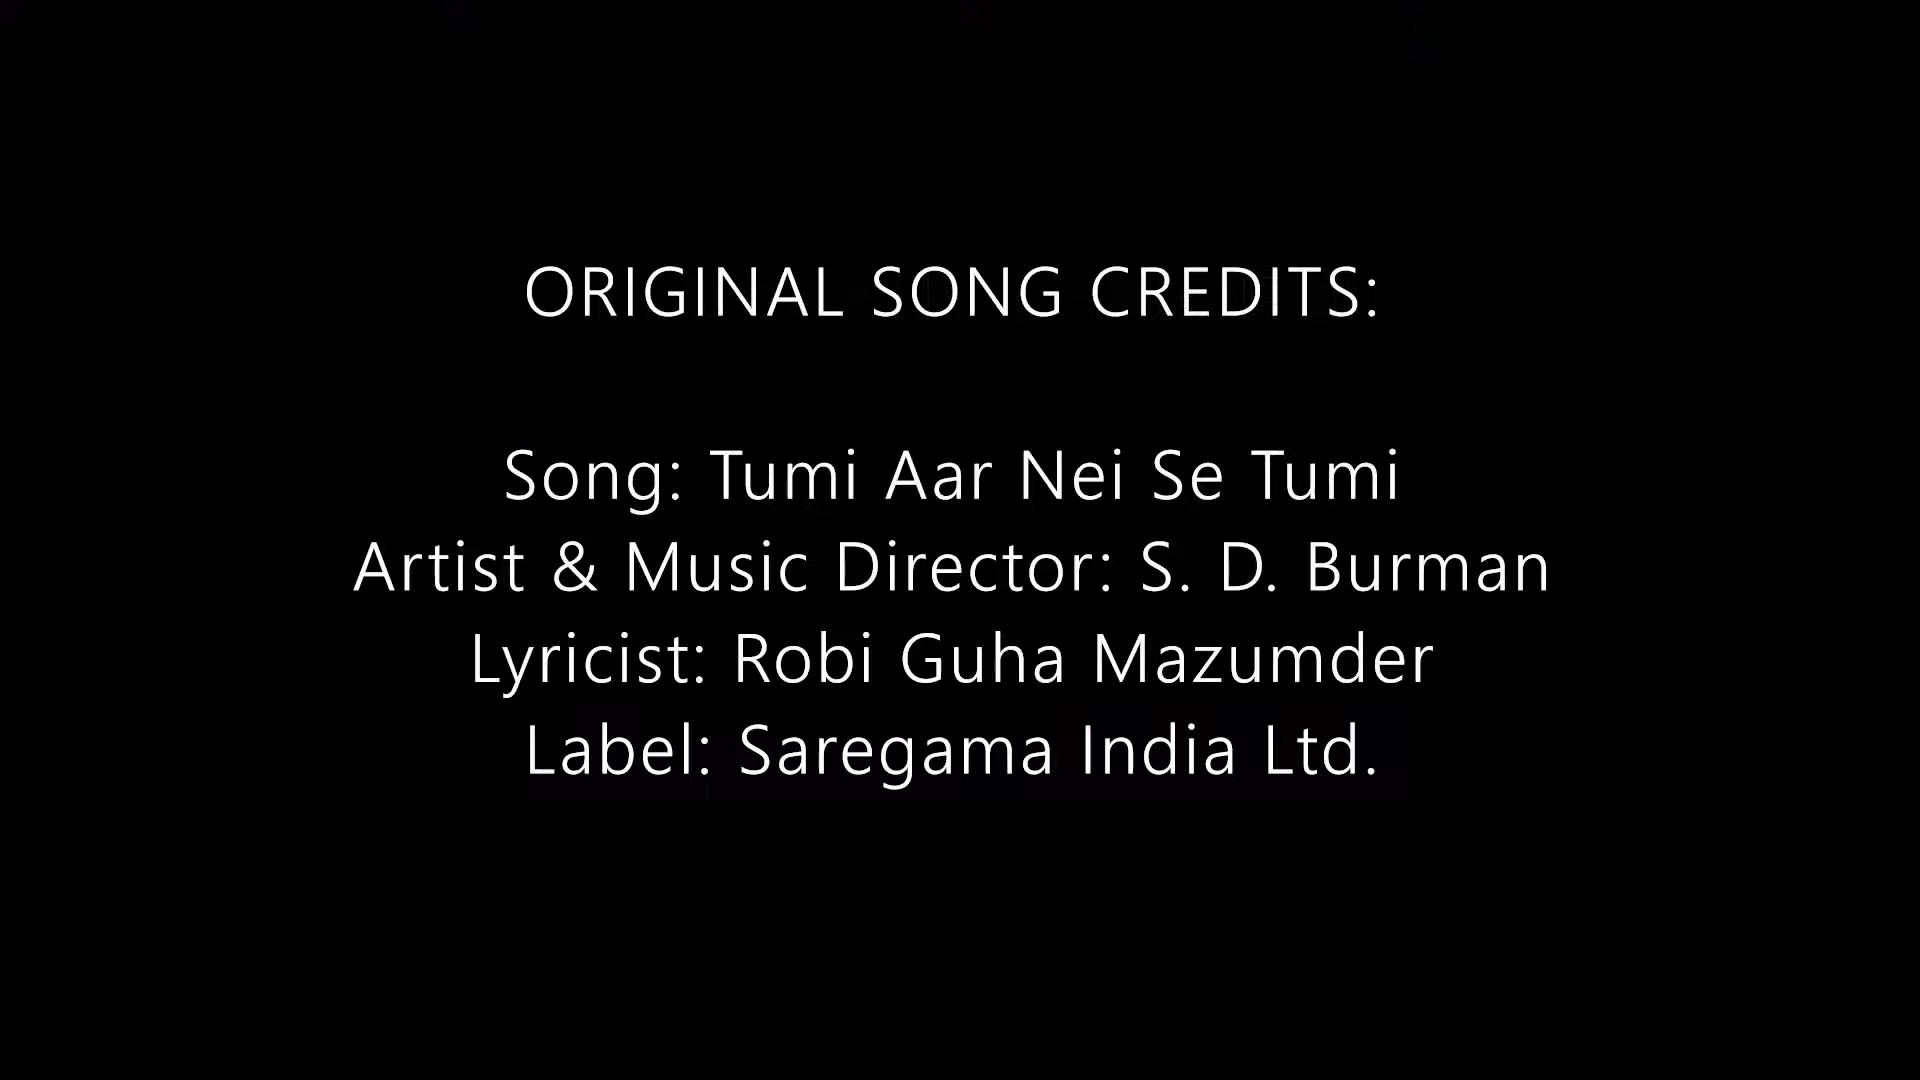 ORIGINAL SONG CREDITS:
Song: Tumi Aar Nei Se Tumi
Artist & Music Director: S. D. Burman
Lyricist: Robi Guha Mazumder
Label: Saregama India Ltd.